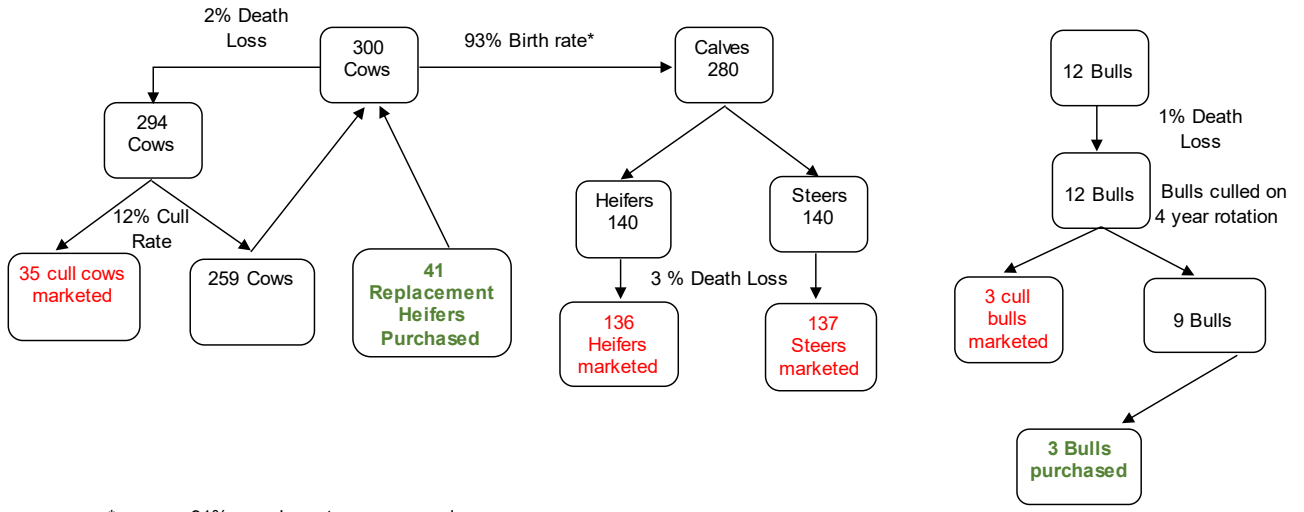 2% Death
Loss
300
Cows
93% Birth rate*
Calves
280
12 Bulls
294
Cows
1% Death
Loss
12% Cull
Rate
Heifers
140
Steers
140
12 Bulls
Bulls culled on
4 year rotation
35 cull cows
marketed
259 Cows
41
Replacement
Heifers
Purchased
3 % Death Loss
136
Heifers
marketed
137
Steers
marketed
3 cull
bulls
marketed
9 Bulls
3 Bulls
purchased
*